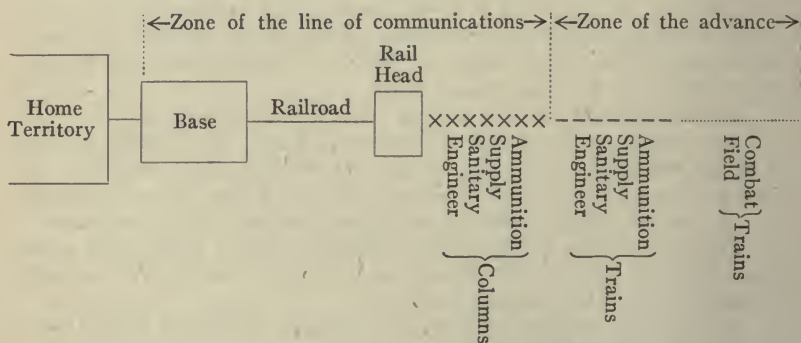 ←Zone of the line of communications→ ←Zone of the advance→
Rail
Head
Home
Territory
Base
Railroad
××××××
Ammunition
Supply
Sanitary
Engineer
Columns
Ammunition
Supply
Sanitary
Engineer
Trains
Combat
Field
Trains